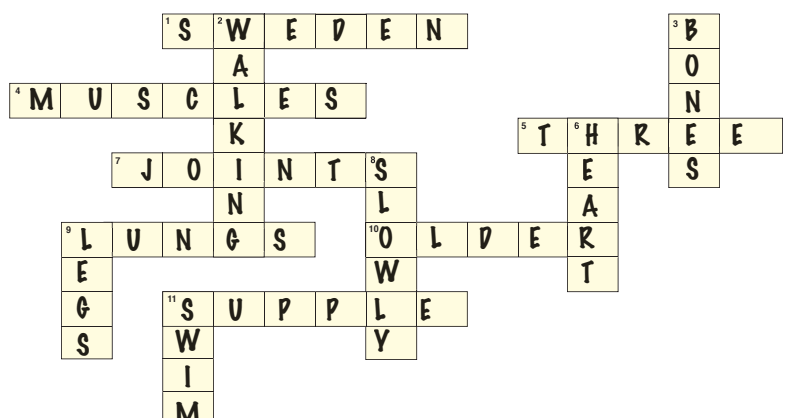 1 S 2 W E D E N 3 B
A O
4 M U S C L E S N
K 5 T 6 H R E E
7 J O I N T 8 S E S
N L A
9 L U N G S 10 O L D E R
E W T
G 11 S U P P L E
S W Y
I
M